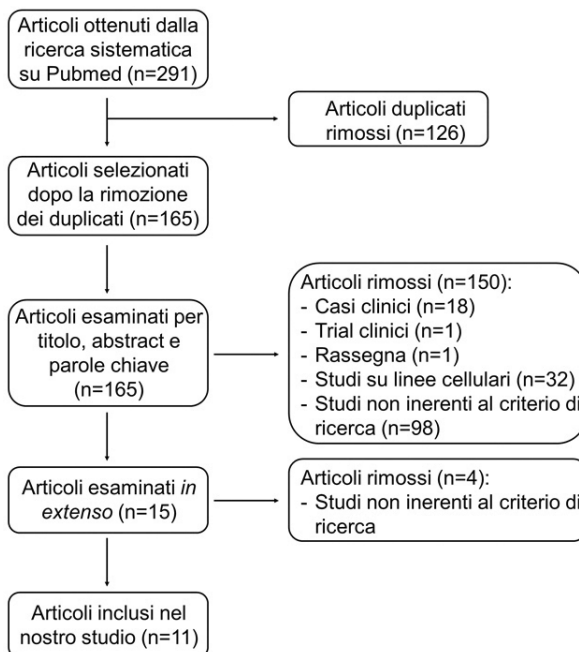 Articoli ottenuti dalla
ricerca sistematica
su Pubmed (n=291)
Articoli duplicati
rimossi (n=126)
Articoli selezionati
dopo la rimozione
dei duplicati (n=165)
Articoli esaminati per
titolo, abstract e
parole chiave
(n=165)
Articoli rimossi (n=150):
- Casi clinici (n=18)
- Trial clinici (n=1)
- Rassegna (n=1)
- Studi su linee cellulari (n=32)
- Studi non inerenti al criterio di
ricerca (n=98)
Articoli esaminati in
extenso (n=15)
Articoli rimossi (n=4):
- Studi non inerenti al criterio di
ricerca
Articoli inclusi nel
nostro studio (n=11)